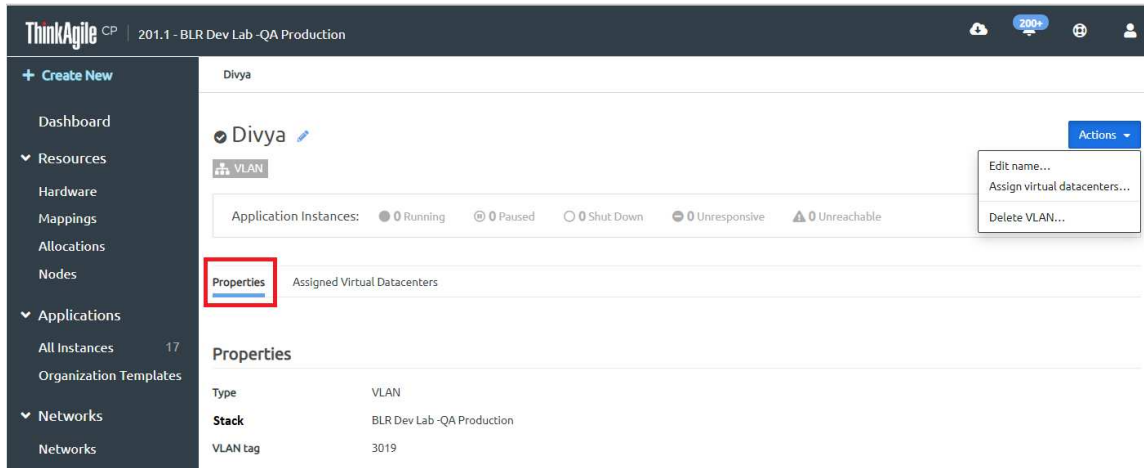 ThinkAgile CP | 201.1 - BLR Dev Lab -QA Production 200+
+ Create New
Dashboard
Resources
Hardware
Mappings
Allocations
Nodes
Applications
All Instances 17
Organization Templates
Networks
Networks
Divya
Divya
VLAN
Actions
Edit name...
Assign virtual datacenters...
Delete VLAN...
Application Instances: 0 Running 0 Paused 0 Shut Down 0 Unresponsive 0 Unreachable
Properties Assigned Virtual Datacenters
Properties
Type VLAN
Stack BLR Dev Lab -QA Production
VLAN tag 3019